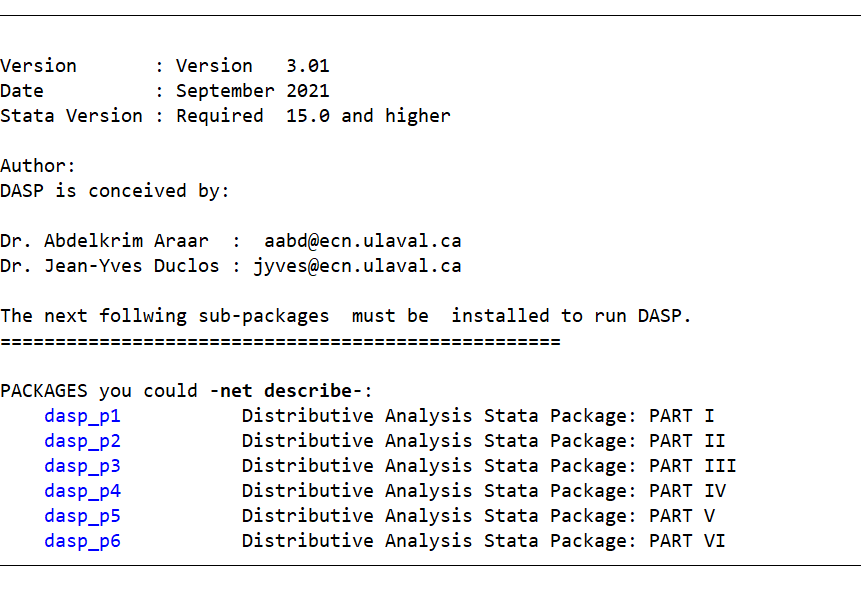 Version       : Version   3.01
Date          : September 2021
Stata Version : Required  15.0 and higher
Author:
DASP is conceived by:
Dr. Abdelkrim Araar  :  aabd@ecn.ulaval.ca
Dr. Jean-Yves Duclos : jyves@ecn.ulaval.ca
The next follwing sub-packages  must be  installed to run DASP.
===================================================
PACKAGES you could -net describe-:
    dasp_p1           Distributive Analysis Stata Package: PART I
    dasp_p2           Distributive Analysis Stata Package: PART II
    dasp_p3           Distributive Analysis Stata Package: PART III
    dasp_p4           Distributive Analysis Stata Package: PART IV
    dasp_p5           Distributive Analysis Stata Package: PART V
    dasp_p6           Distributive Analysis Stata Package: PART VI